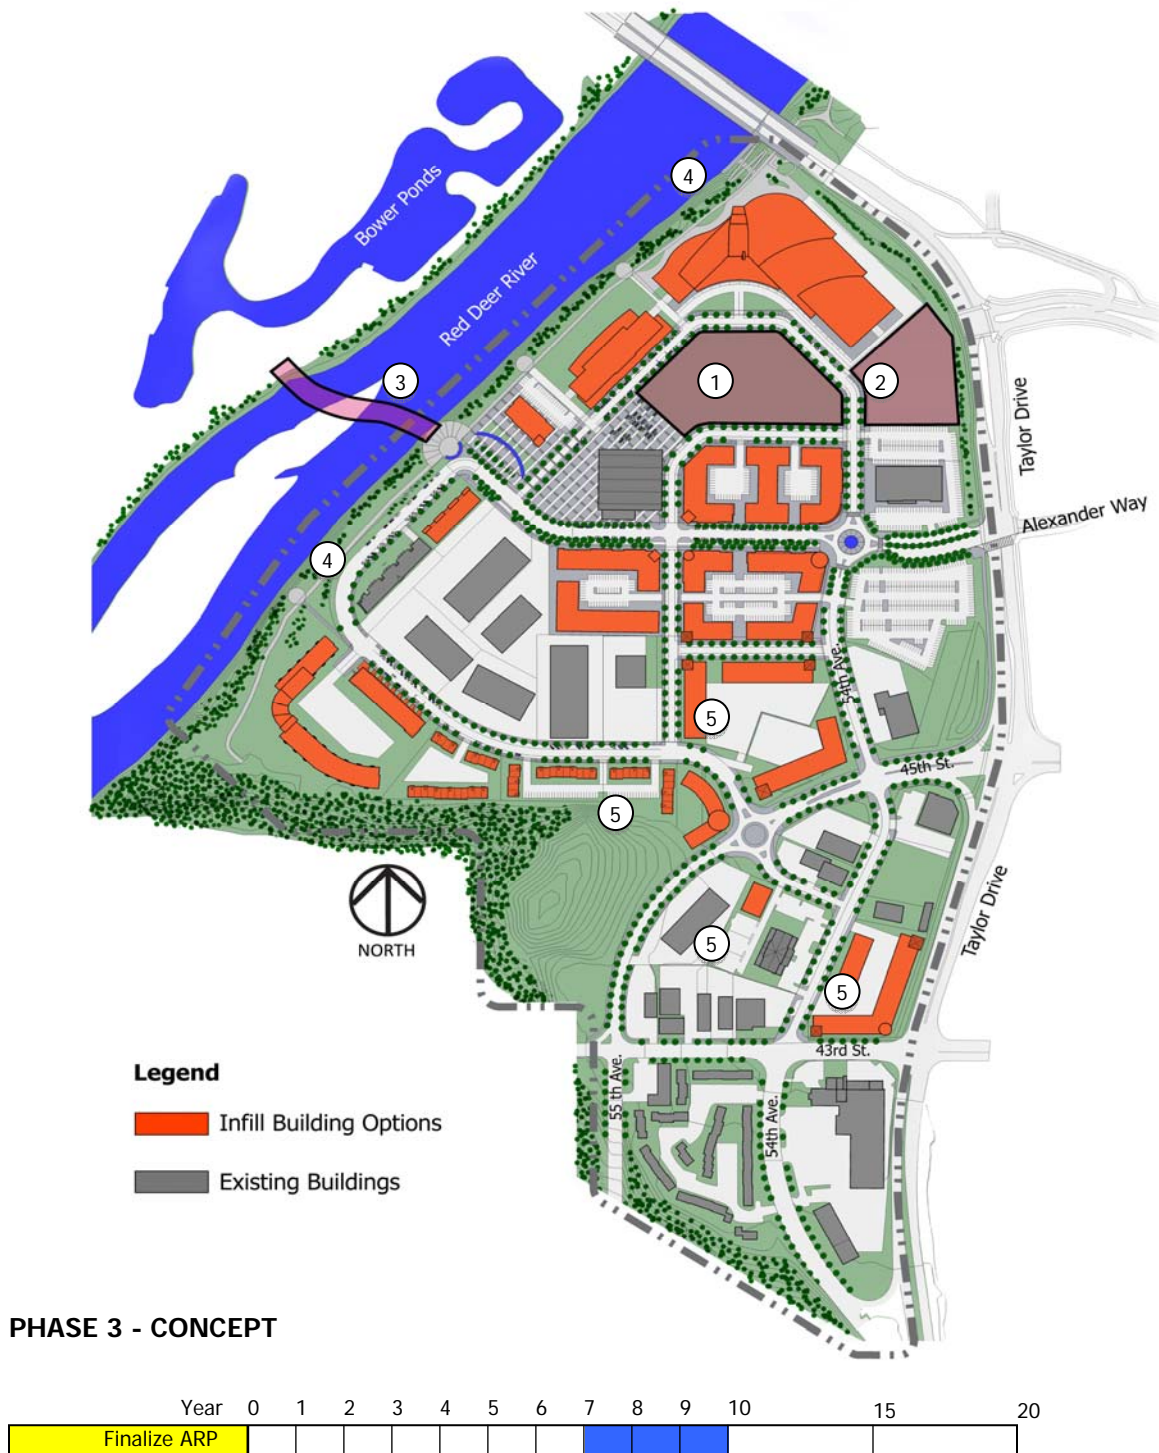 4
Bower Ponds
Red Deer River
3
1
2
Taylor Drive
Alexander Way
4
54th Ave.
5
45th St.
5
Taylor Drive
NORTH
5
5
43rd St.
55 th Ave.
54th Ave.
Legend
Infill Building Options
Existing Buildings
PHASE 3 - CONCEPT
Year 0 1 2 3 4 5 6 7 8 9 10 15 20
Finalize ARP